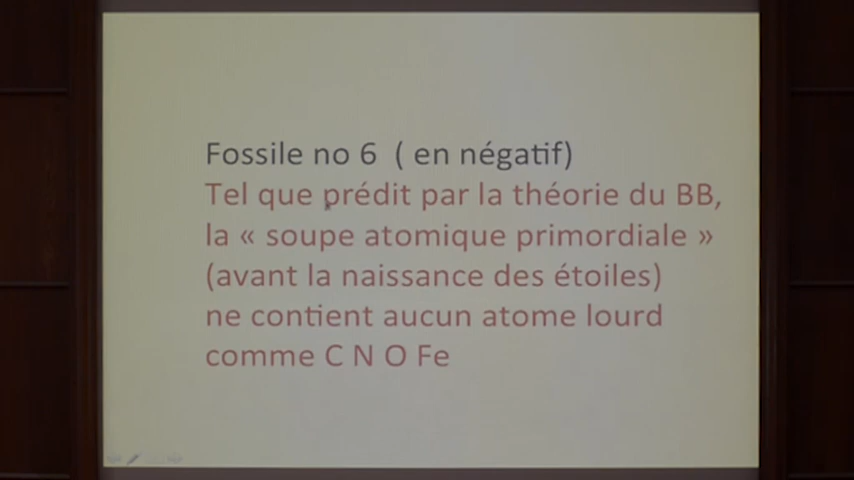 Fossile no 6 ( en négatif)
Tel que prédit par la théorie du BB,
la « soupe atomique primordiale »
(avant la naissance des étoiles)
ne contient aucun atome lourd
comme C N O Fe